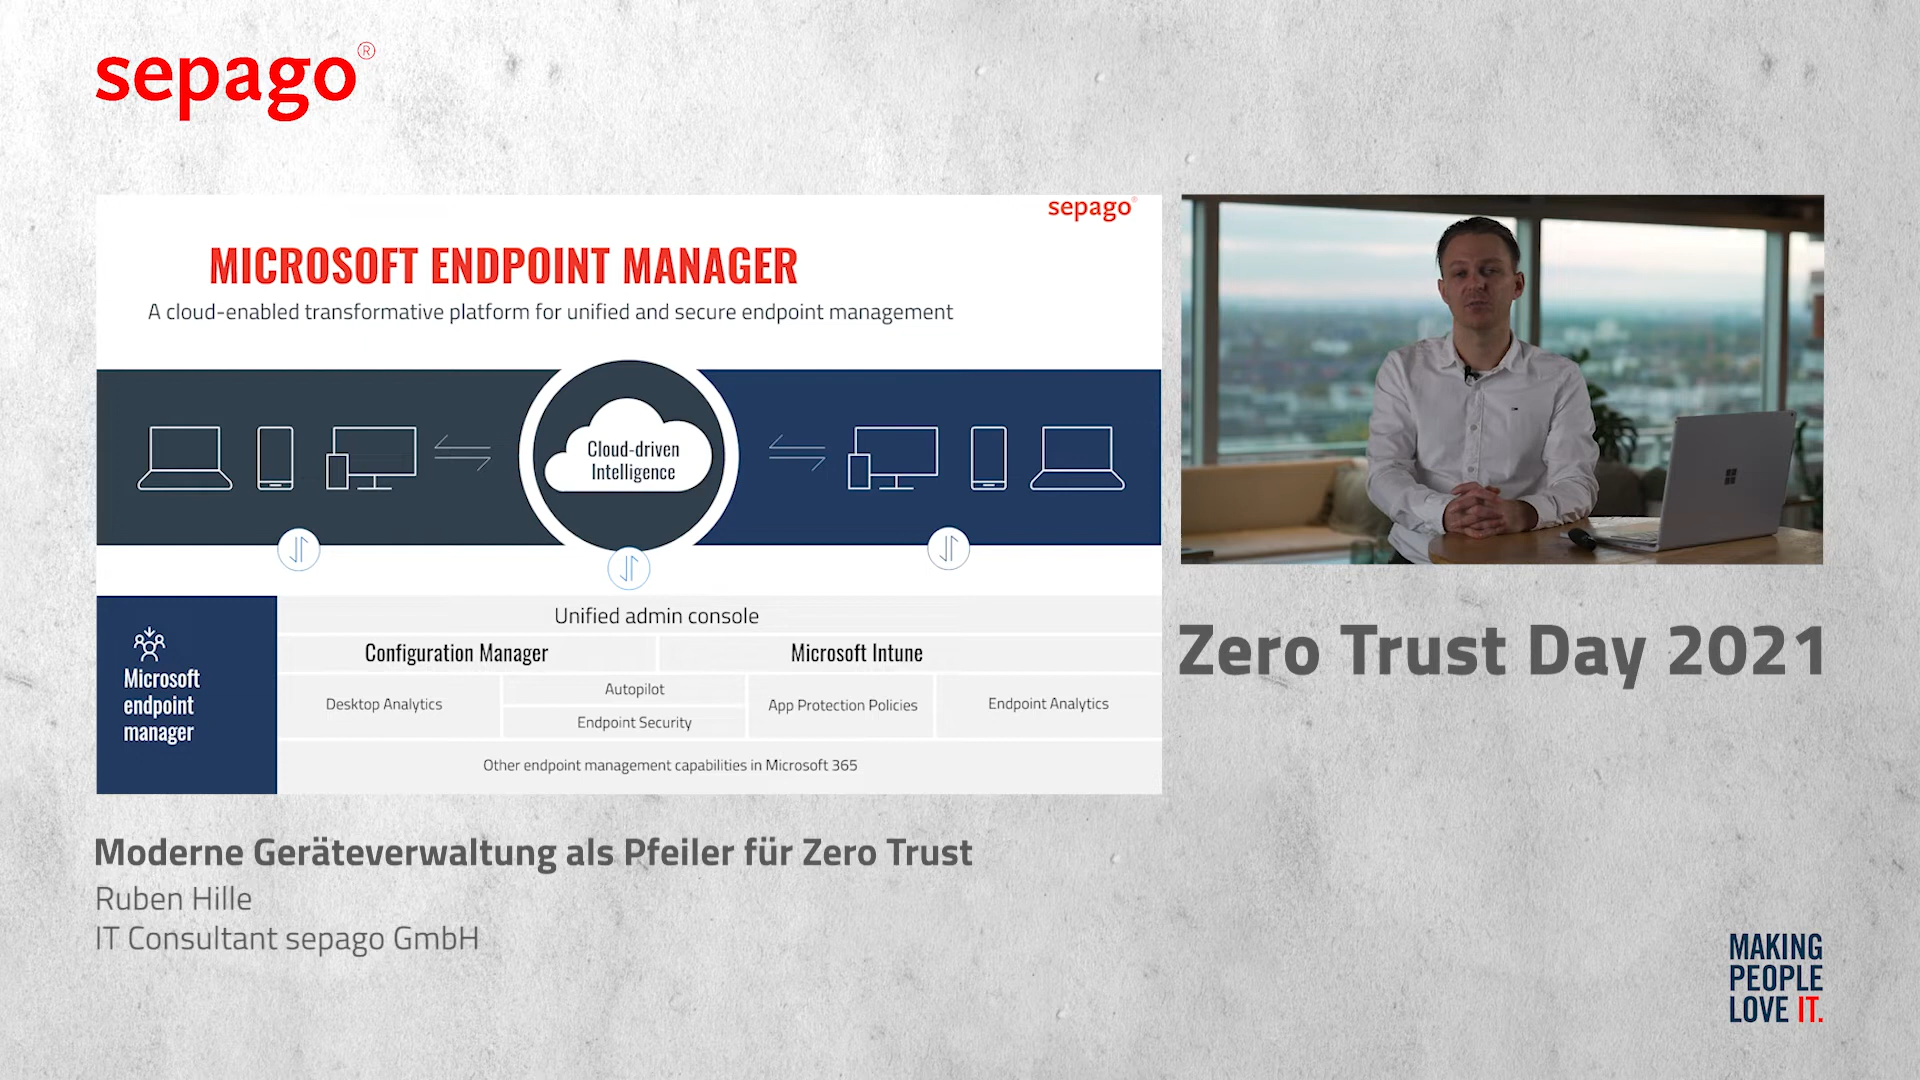 sepago®
sepago®
MICROSOFT ENDPOINT MANAGER
A cloud-enabled transformative platform for unified and secure endpoint management
Cloud-driven
Intelligence
Microsoft
endpoint
manager
Unified admin console
Configuration Manager
Microsoft Intune
Desktop Analytics
Autopilot
Endpoint Security
App Protection Policies
Endpoint Analytics
Other endpoint management capabilities in Microsoft 365
Zero Trust Day 2021
Moderne Geräteverwaltung als Pfeiler für Zero Trust
Ruben Hille
IT Consultant sepago GmbH
MAKING
PEOPLE
LOVE IT.